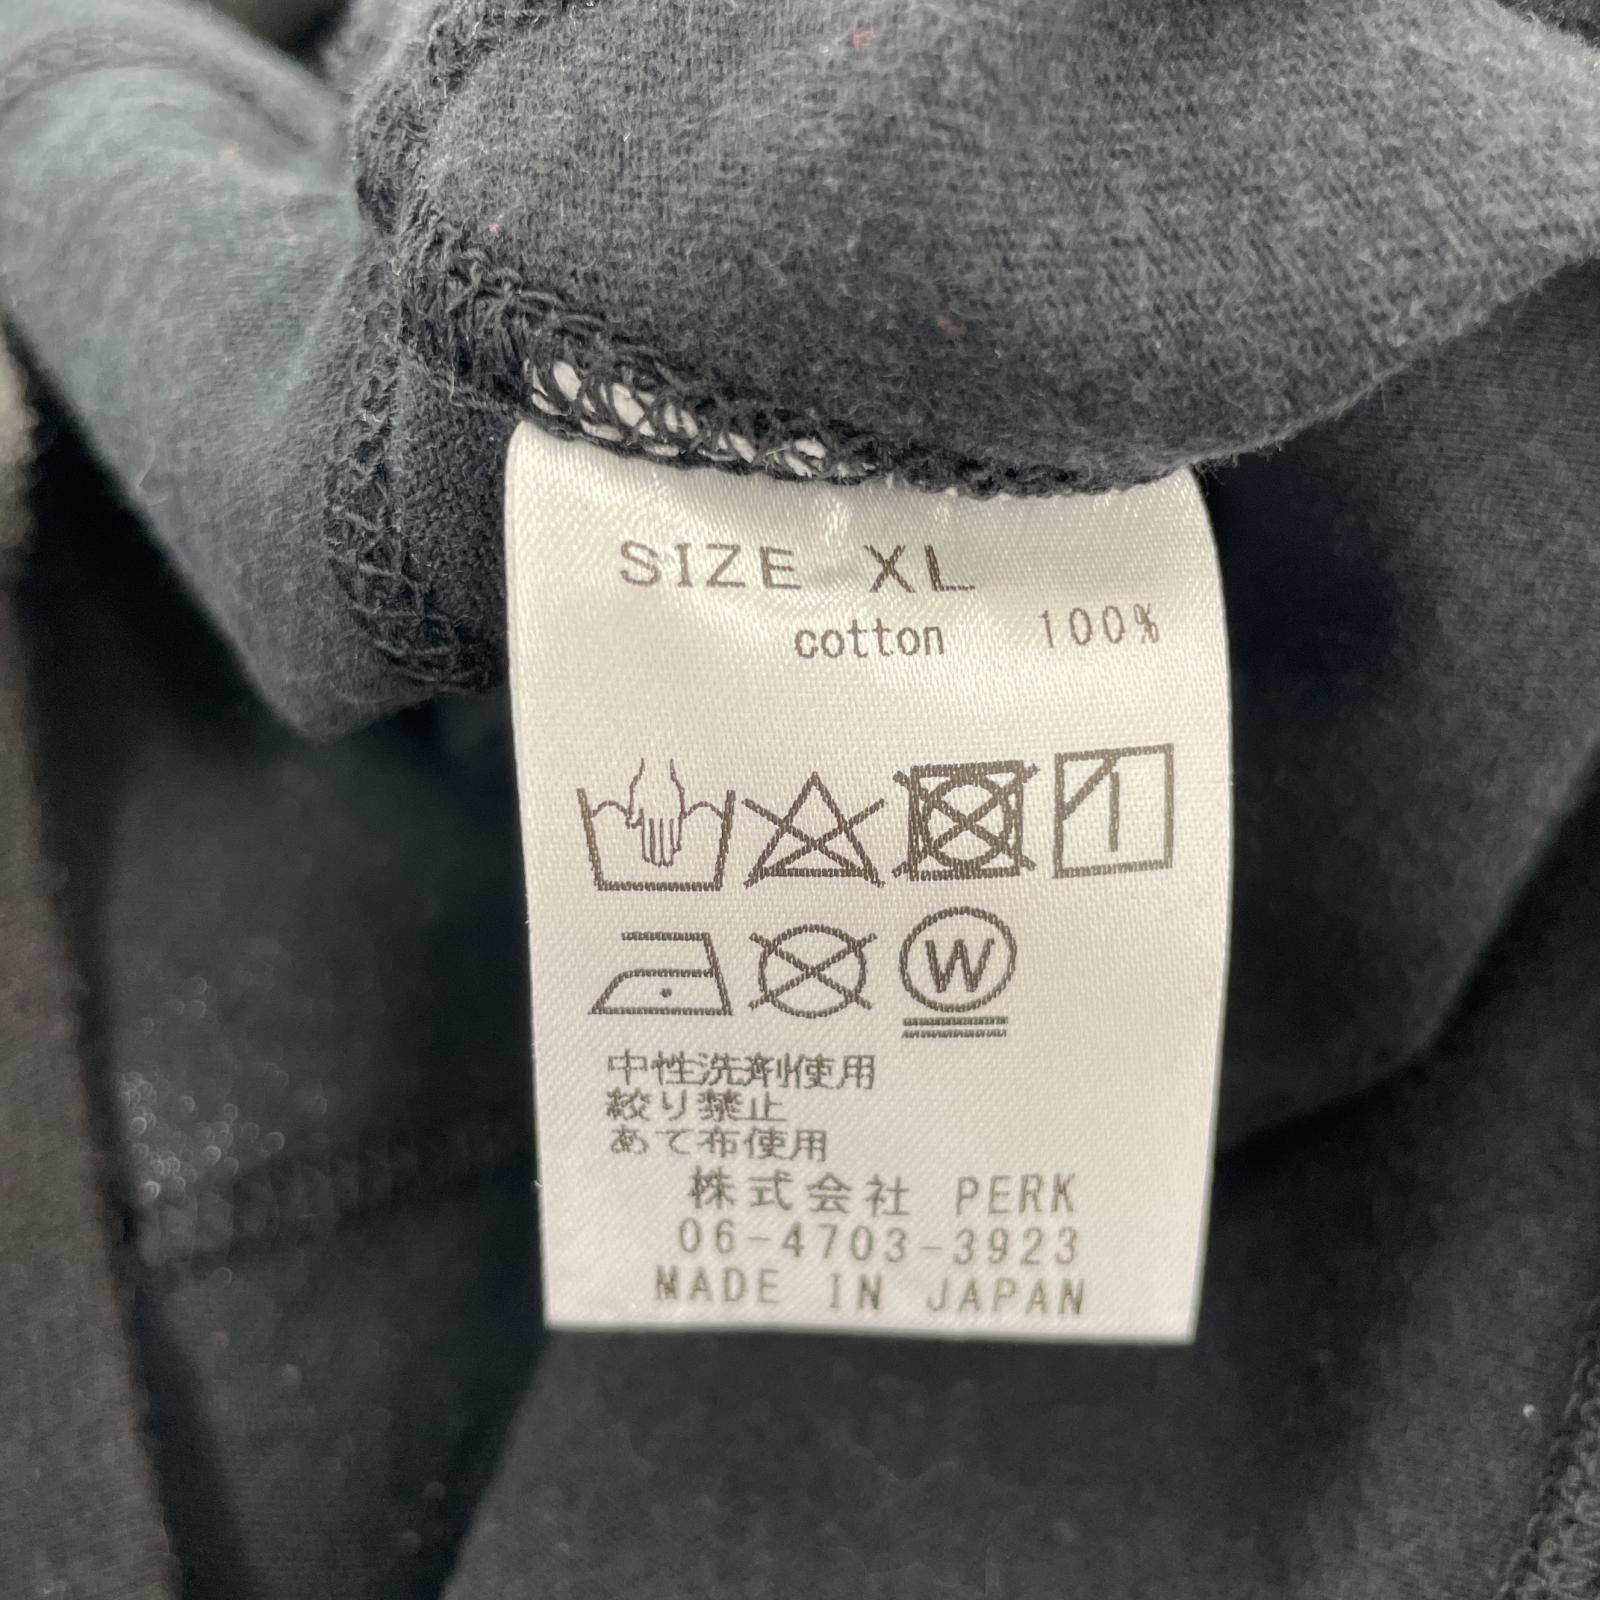 SIZE XL
cotton 100%
W
中性洗剤使用
絞り禁止
あて布使用
株式会社 PERK
06-4703-3923
MADE IN JAPAN